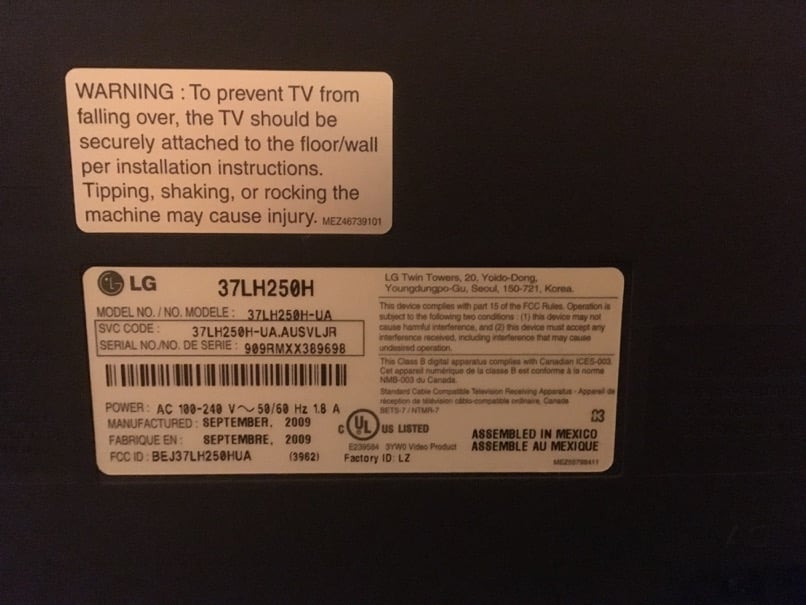 WARNING : To prevent TV from
falling over, the TV should be
securely attached to the floor/wall
per installation instructions.
Tipping, shaking, or rocking the
machine may cause injury. MEZ46739101
LG 37LH250H
MODEL NO. / NO. MODELE : 37LH250H-UA
SVC CODE : 37LH250H-UA.AUSVLJR
SERIAL NO./NO. DE SERIE : 909RMXX389698
POWER : AC 100-240 V~50/60 Hz 1.8 A
MANUFACTURED : SEPTEMBER, 2009
FABRIQUE EN : SEPTEMBRE, 2009
FCC ID : BEJ37LH250HUA (3962) Factory ID: LZ
LG Twin Towers, 20, Yoido-Dong,
Youngdungpo-Gu, Seoul, 150-721, Korea.
This device complies with part 15 of the FCC Rules. Operation is
subject to the following two conditions : (1) this device may not
cause harmful interference, and (2) this device must accept any
interference received, including interference that may cause
undesired operation.
This Class B digital apparatus complies with Canadian ICES-003.
Cet appareil numérique de la classe B est conforme à la norme
NMB-003 du Canada.
Standard Cable Compatible Television Receiving Apparatus - Appareil de
réception de télévision câblo-compatible ordinaire, Canada
BETS-7 / NTMR-7
03
C UL US LISTED
E239584 3YW0 Video Product
ASSEMBLED IN MEXICO
ASSEMBLE AU MEXIQUE